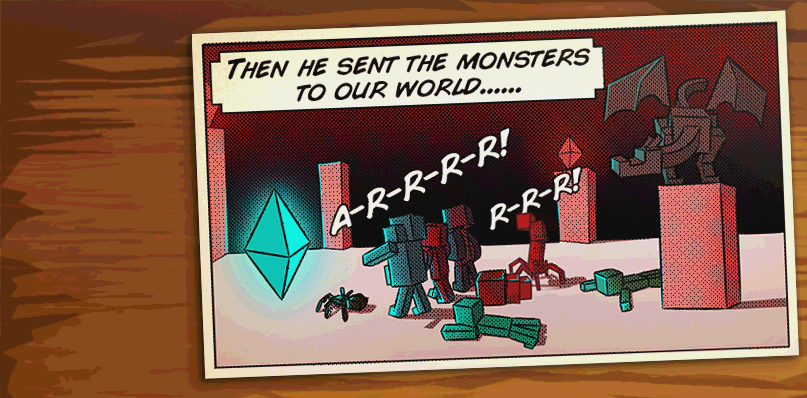 THEN HE SENT THE MONSTERS
TO OUR WORLD......
A-R-R-R-R-R!
R-R-R!